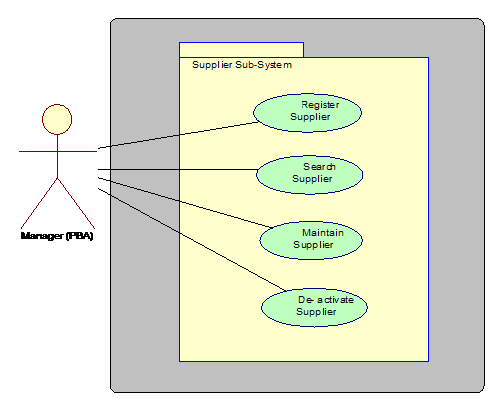 Supplier Sub-System
Register
Supplier
Search
Supplier
Manager (PBA)
Maintain
Supplier
De- activate
Supplier